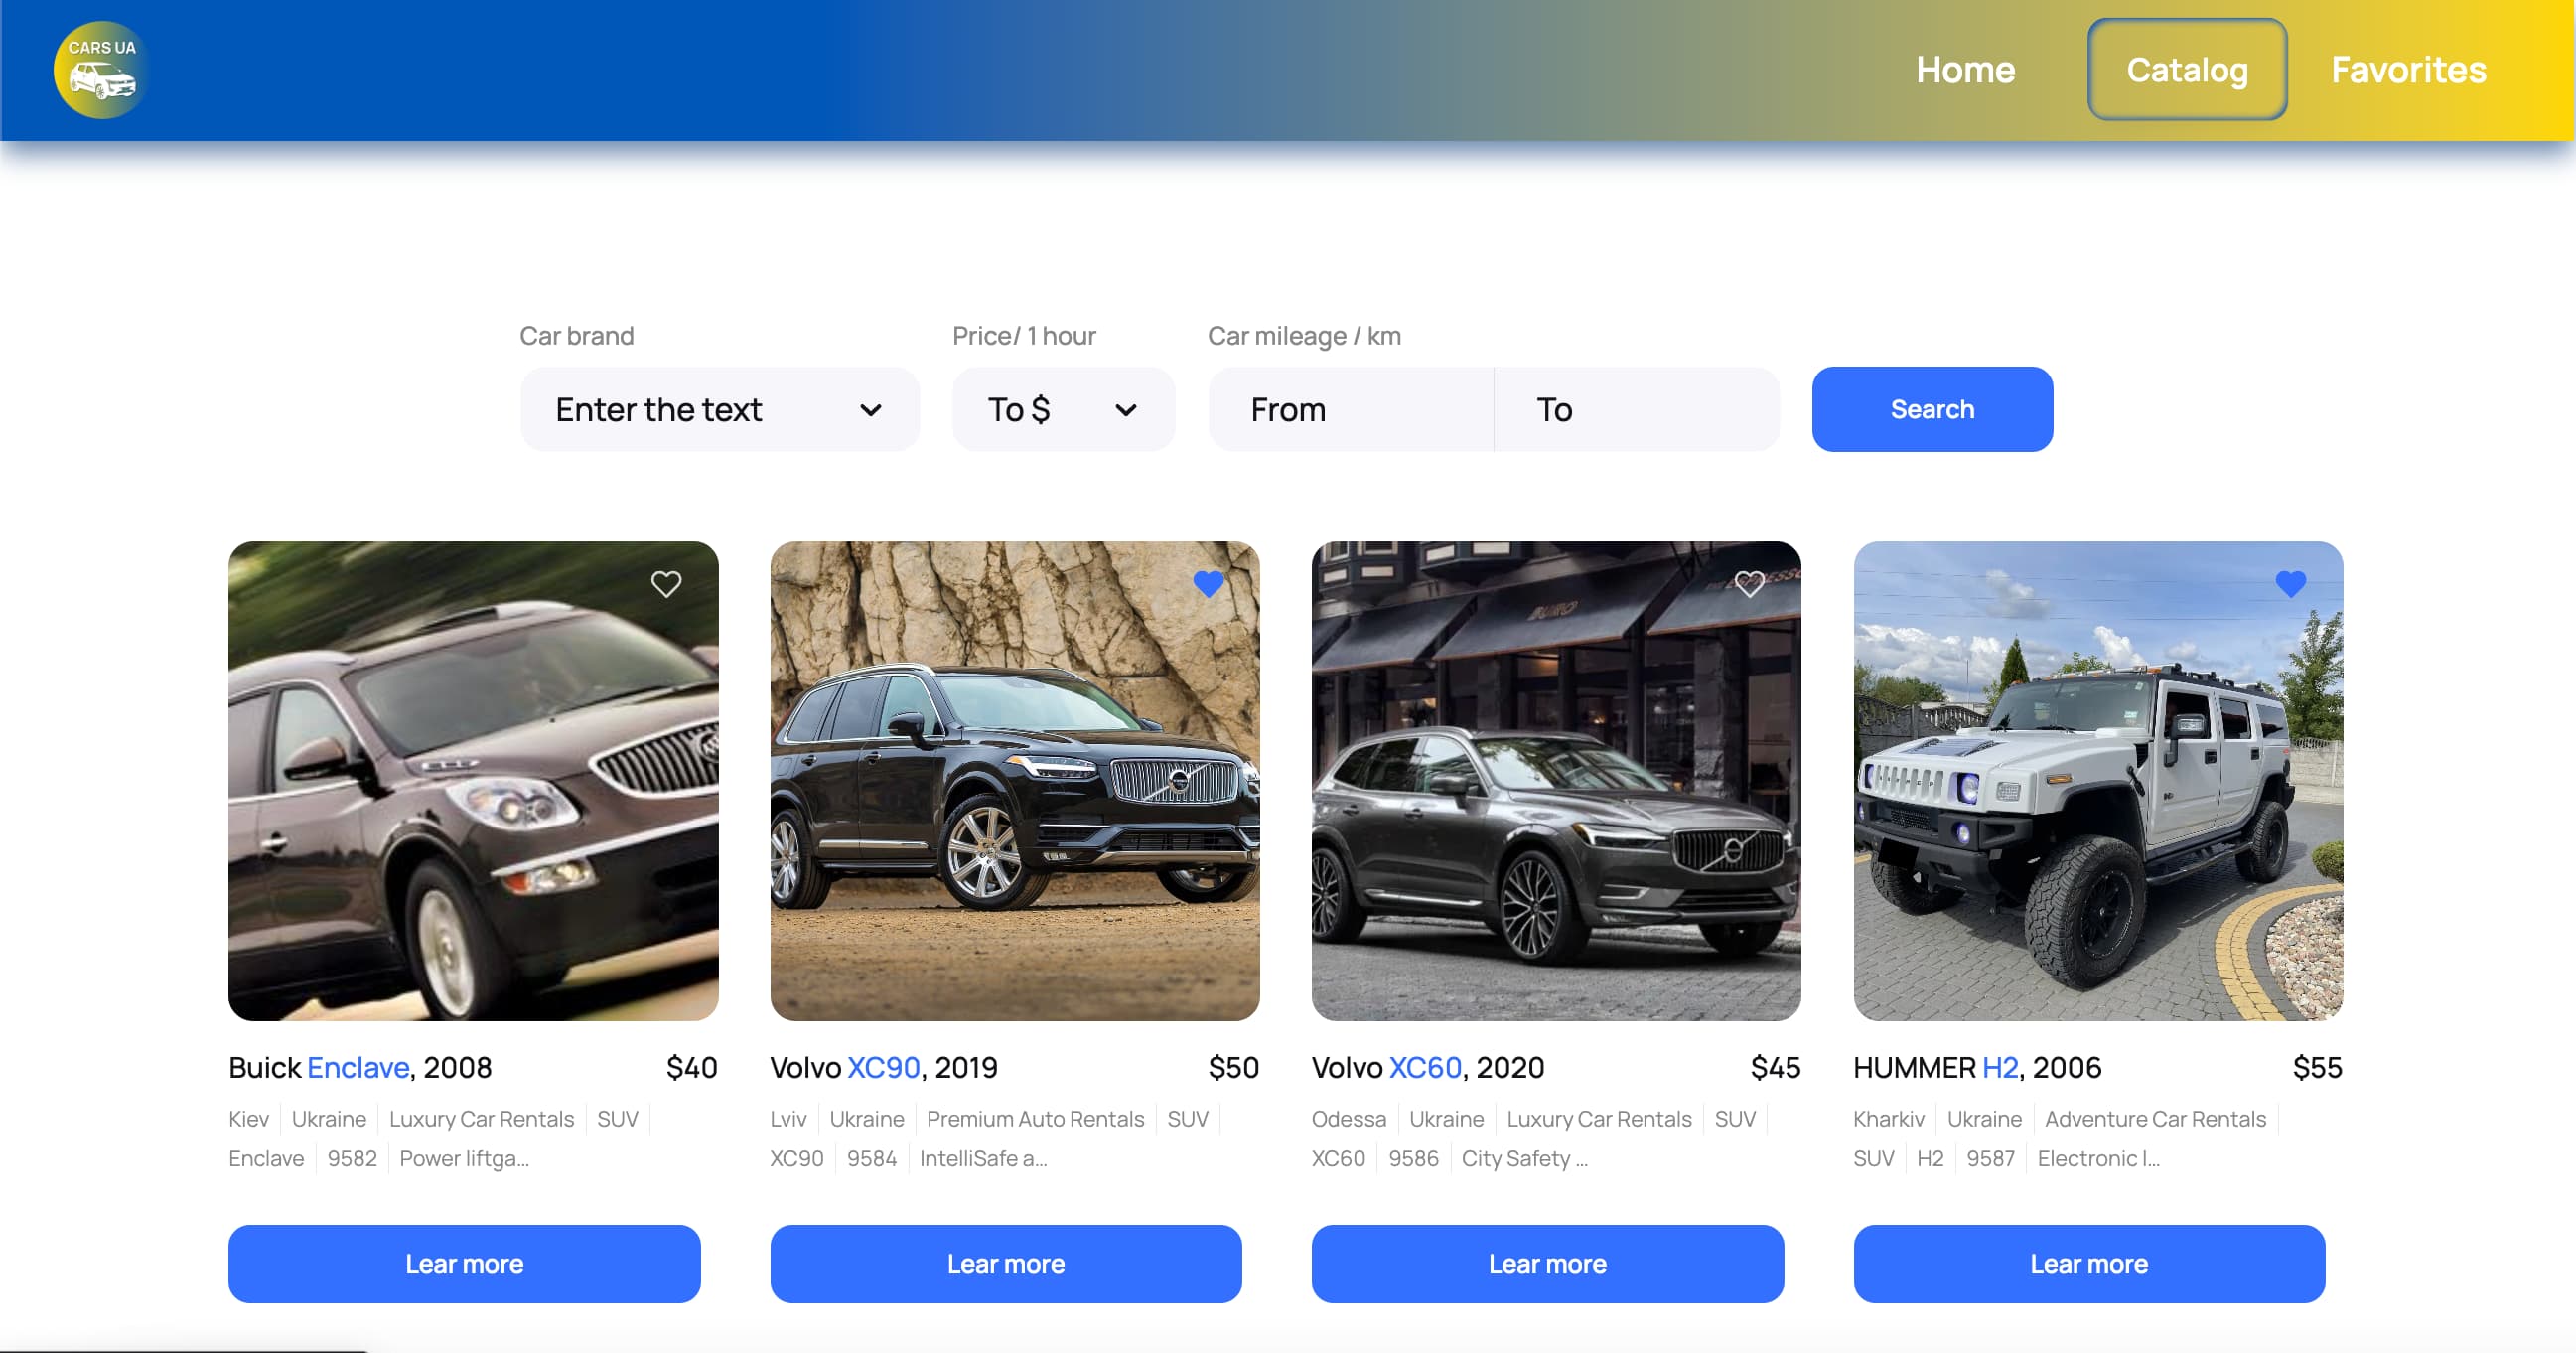 CARS UA
Home Catalog Favorites
Car brand Price/ 1 hour Car mileage / km
Enter the text To $ From To Search
Buick Enclave, 2008 $40
Kiev Ukraine Luxury Car Rentals SUV
Enclave 9582 Power liftga...
Lear more
Volvo XC90, 2019 $50
Lviv Ukraine Premium Auto Rentals SUV
XC90 9584 IntelliSafe a...
Lear more
Volvo XC60, 2020 $45
Odessa Ukraine Luxury Car Rentals SUV
XC60 9586 City Safety ...
Lear more
HUMMER H2, 2006 $55
Kharkiv Ukraine Adventure Car Rentals
SUV H2 9587 Electronic l...
Lear more